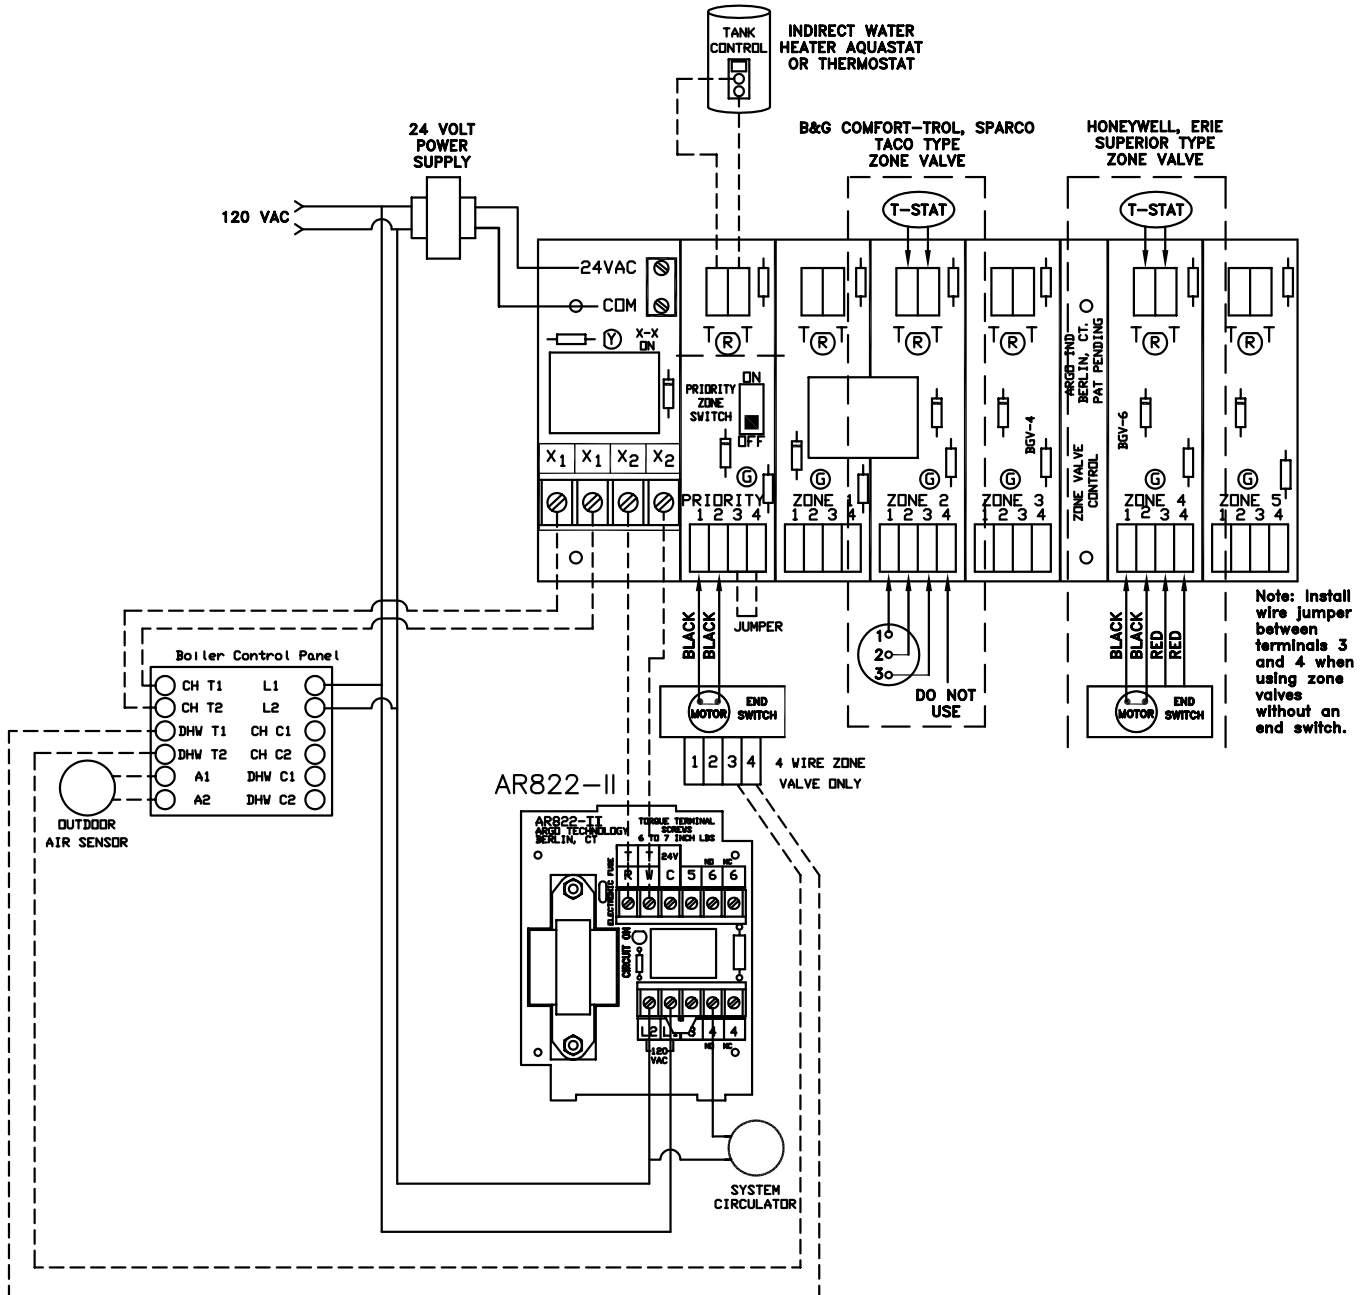 TANK
CONTROL
INDIRECT WATER
HEATER AQUASTAT
OR THERMOSTAT
24 VOLT
POWER
SUPPLY
B&G COMFORT-TROL, SPARCO
TACO TYPE
ZONE VALVE
HONEYWELL, ERIE
SUPERIOR TYPE
ZONE VALVE
120 VAC
T-STAT
T-STAT
24VAC
COM
Y
X-X
ON
T R T
T R T
T R T
T R T
T R T
T R T
ARGO IND
BERLIN, CT.
PAT PENDING
PRIORITY
ZONE
SWITCH
ON
OFF
BGV-4
BGV-6
ZONE VALVE
CONTROL
X1 X1 X2 X2
G
G
G
G
G
G
PRIORITY
1 2 3 4
ZONE 1
1 2 3 4
ZONE 2
1 2 3 4
ZONE 3
1 2 3 4
ZONE 4
1 2 3 4
ZONE 5
1 2 3 4
BLACK
BLACK
JUMPER
1
2
3
DO NOT
USE
BLACK
BLACK
RED
RED
Note: Install
wire jumper
between
terminals 3
and 4 when
using zone
valves
without an
end switch.
MOTOR
END
SWITCH
MOTOR
END
SWITCH
1 2 3 4
4 WIRE ZONE
VALVE ONLY
Boiler Control Panel
CH T1 L1
CH T2 L2
DHW T1 CH C1
DHW T2 CH C2
A1 DHW C1
A2 DHW C2
OUTDOOR
AIR SENSOR
AR822-II
AR822-II
ARGO TECHNOLOGY
BERLIN, CT
TORQUE TERMINAL
SCREWS
6 TO 7 INCH LBS
T T 24V NO NC
R W C 5 6 6
ELECTRONIC FUSE
CIRCUIT ON
L2 L1 3 4 4
120
VAC
NO NC
SYSTEM
CIRCULATOR